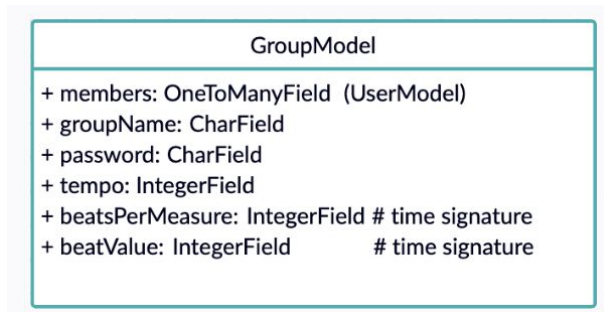 GroupModel
+ members: OneToManyField (UserModel)
+ groupName: CharField
+ password: CharField
+ tempo: IntegerField
+ beatsPerMeasure: IntegerField # time signature
+ beatValue: IntegerField # time signature